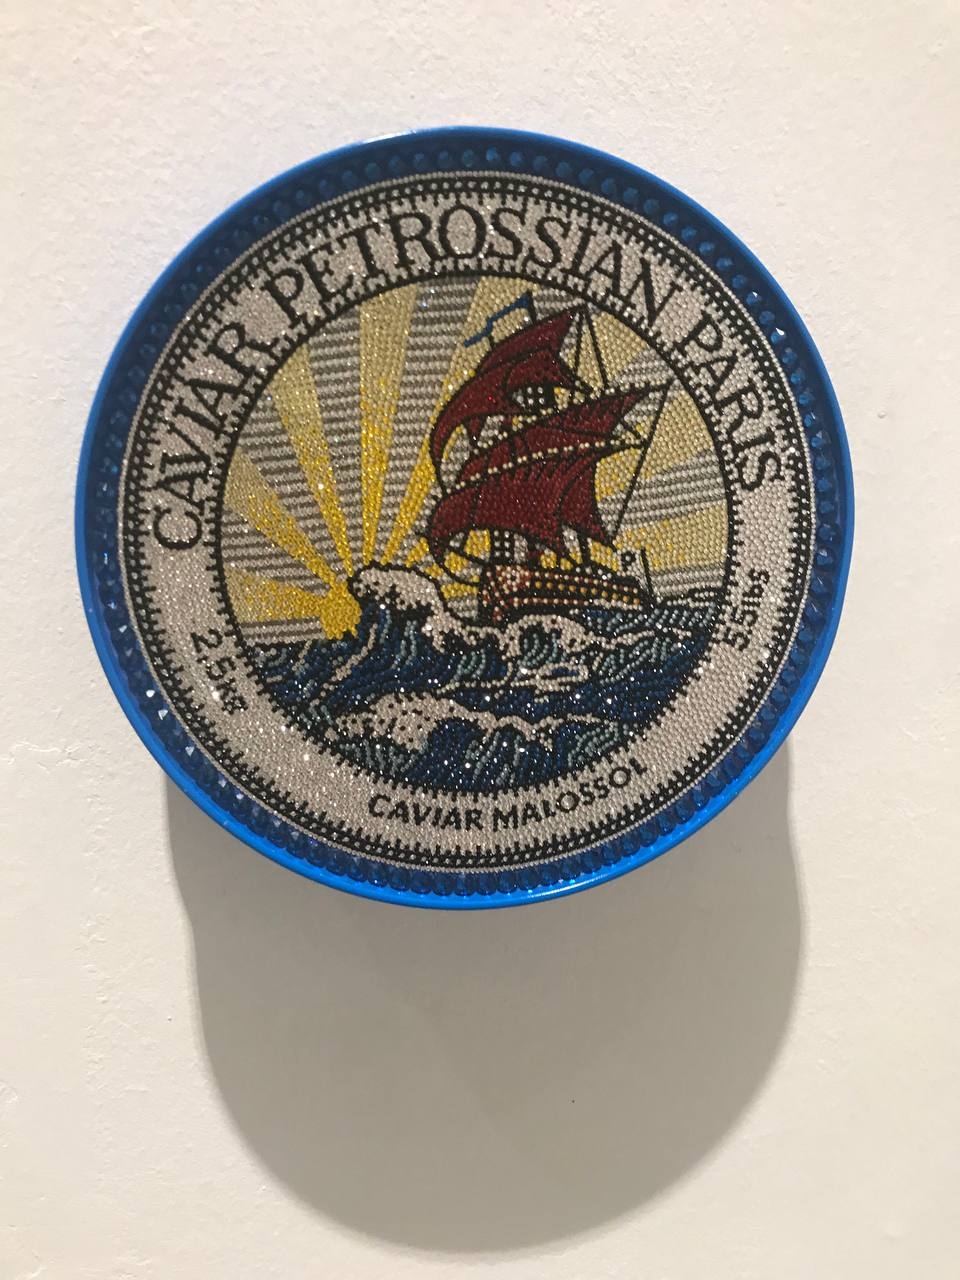 CAVIAR PETROSSIAN PARIS
2.5KG
5.5lbs
CAVIAR MALOSSOL